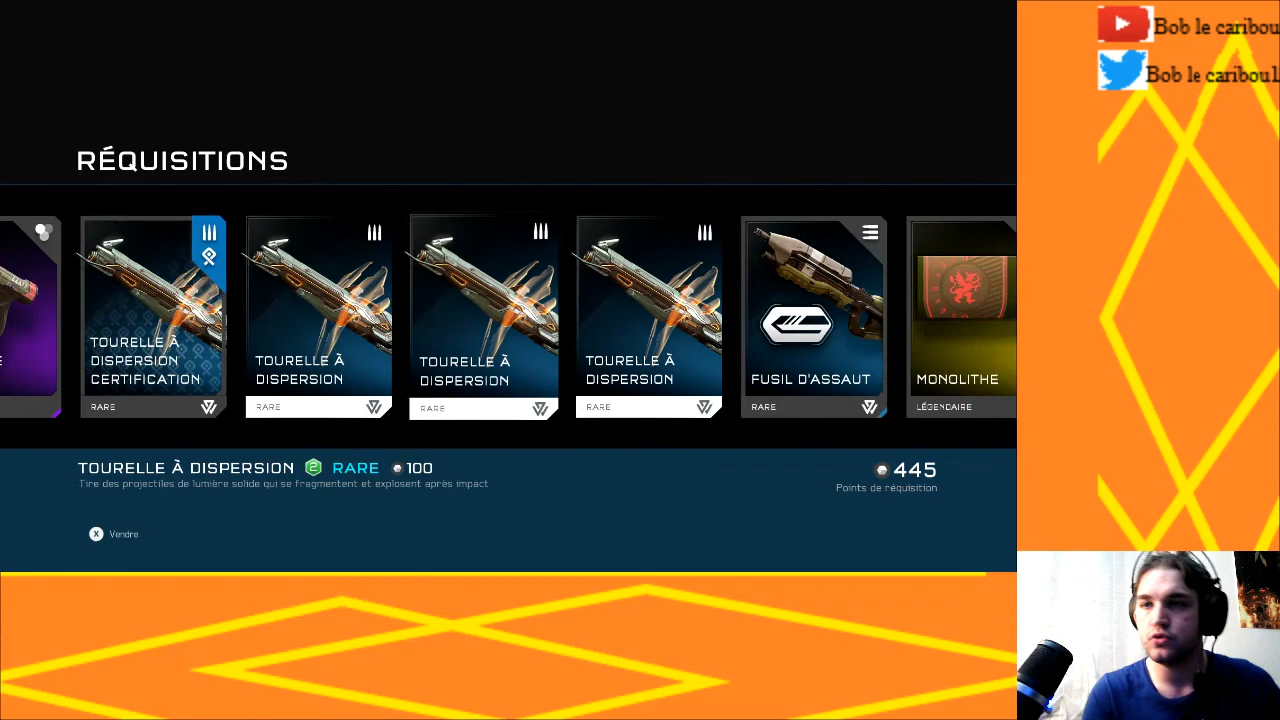 Bob le caribou
Bob le caribou1
RÉQUISITIONS
TOURELLE À
DISPERSION
CERTIFICATION
RARE
TOURELLE À
DISPERSION
RARE
TOURELLE À
DISPERSION
RARE
TOURELLE À
DISPERSION
RARE
FUSIL D'ASSAUT
RARE
MONOLITHE
LÉGENDAIRE
TOURELLE À DISPERSION 2 RARE 100
Tire des projectiles de lumière solide qui se fragmentent et explosent après impact
445
Points de réquisition
X Vendre